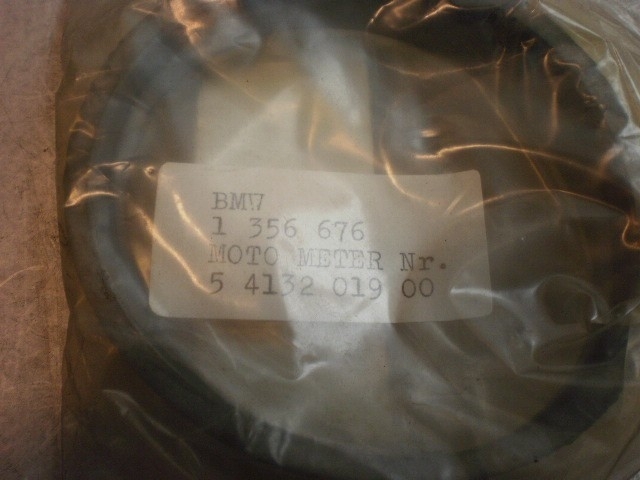 BMW
1 356 676
MOTO METER Nr.
5 4132 019 00